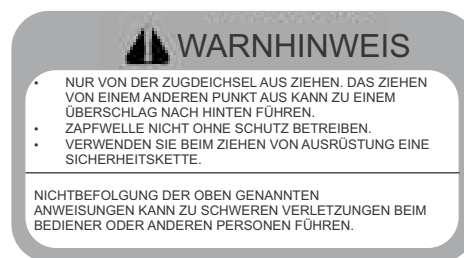 WARNHINWEIS
• NUR VON DER ZUGDEICHSEL AUS ZIEHEN. DAS ZIEHEN
VON EINEM ANDEREN PUNKT AUS KANN ZU EINEM
ÜBERSCHLAG NACH HINTEN FÜHREN.
• ZAPFWELLE NICHT OHNE SCHUTZ BETREIBEN.
• VERWENDEN SIE BEIM ZIEHEN VON AUSRÜSTUNG EINE
SICHERHEITSKETTE.
NICHTBEFOLGUNG DER OBEN GENANNTEN
ANWEISUNGEN KANN ZU SCHWEREN VERLETZUNGEN BEIM
BEDIENER ODER ANDEREN PERSONEN FÜHREN.